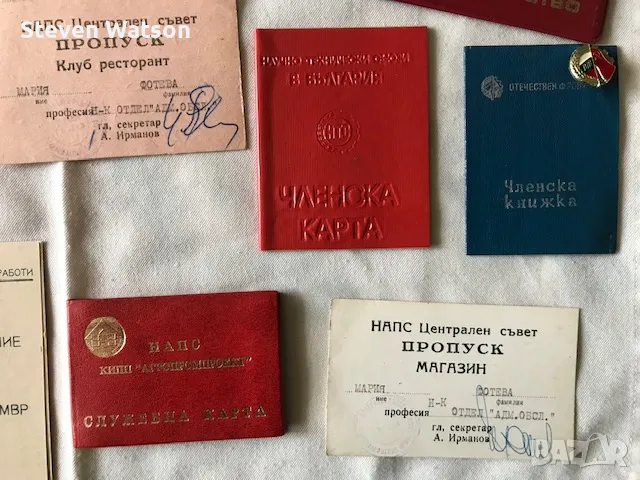 Steven Watson
НАПС Централен съвет
ПРОПУСК
Клуб ресторант
МАРИЯ ФОТЕВА
име фамилия
професия Н-К ОТДЕЛ"АДМ.ОБСЛ.
гл. секретар
А. Ирманов
НАУЧНО-ТЕХНИЧЕСКИ СЪЮЗИ
В БЪЛГАРИЯ
НТС
ЧЛЕНСКА
КАРТА
ОТЕЧЕСТВЕН ФРОНТ
Членска
книжка
РАБОТИ
НИЕ
МВР
НАПС
КИПП "АГРОПРОМПРОЕКТ"
СЛУЖЕБНА КАРТА
НАПС Централен съвет
ПРОПУСК
МАГАЗИН
МАРИЯ ФОТЕВА
име Н-К фамилия
професия ОТДЕЛ "АДМ.ОБСЛ."
гл. секретар
А. Ирманов
BAZAR